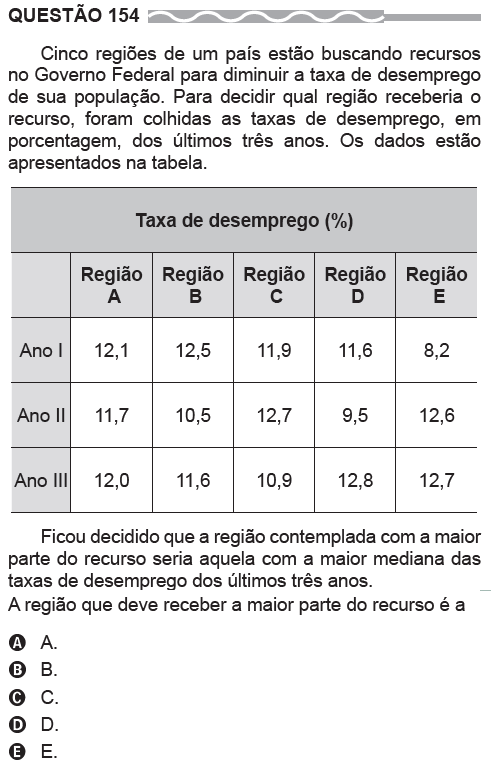 QUESTÃO 154
Cinco regiões de um país estão buscando recursos
no Governo Federal para diminuir a taxa de desemprego
de sua população. Para decidir qual região receberia o
recurso, foram colhidas as taxas de desemprego, em
porcentagem, dos últimos três anos. Os dados estão
apresentados na tabela.
Taxa de desemprego (%)
Região A Região B Região C Região D Região E
Ano I 12,1 12,5 11,9 11,6 8,2
Ano II 11,7 10,5 12,7 9,5 12,6
Ano III 12,0 11,6 10,9 12,8 12,7
Ficou decidido que a região contemplada com a maior
parte do recurso seria aquela com a maior mediana das
taxas de desemprego dos últimos três anos.
A região que deve receber a maior parte do recurso é a
A A.
B B.
C C.
D D.
E E.